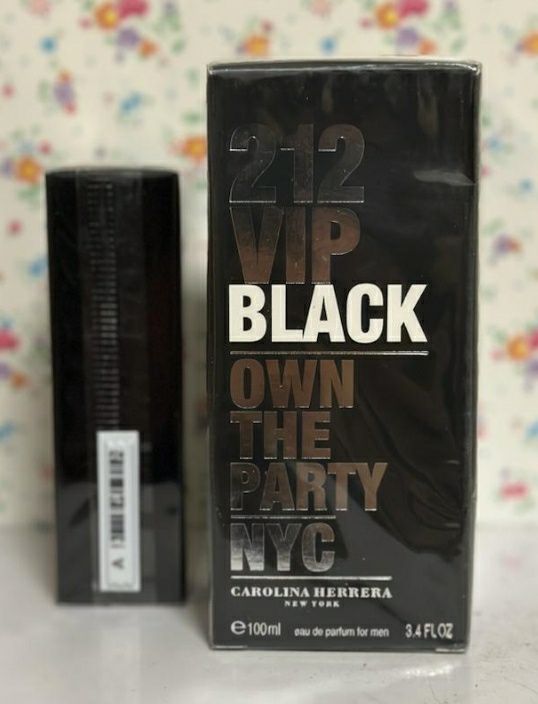 212
VIP
BLACK
OWN
THE
PARTY
NYC
CAROLINA HERRERA
NEW YORK
e100ml eau de parfum for men 3.4 FL OZ
A